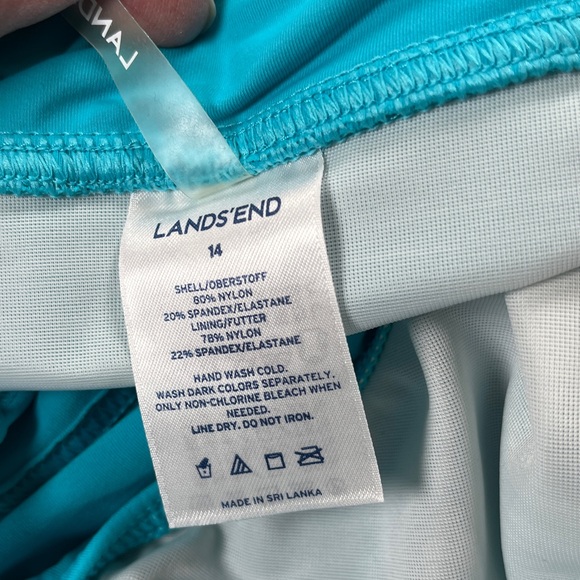 LAND
LANDS'END
14
SHELL/OBERSTOFF
80% NYLON
20% SPANDEX/ELASTANE
LINING/FUTTER
78% NYLON
22% SPANDEX/ELASTANE
HAND WASH COLD.
WASH DARK COLORS SEPARATELY.
ONLY NON-CHLORINE BLEACH WHEN
NEEDED.
LINE DRY. DO NOT IRON.
MADE IN SRI LANKA